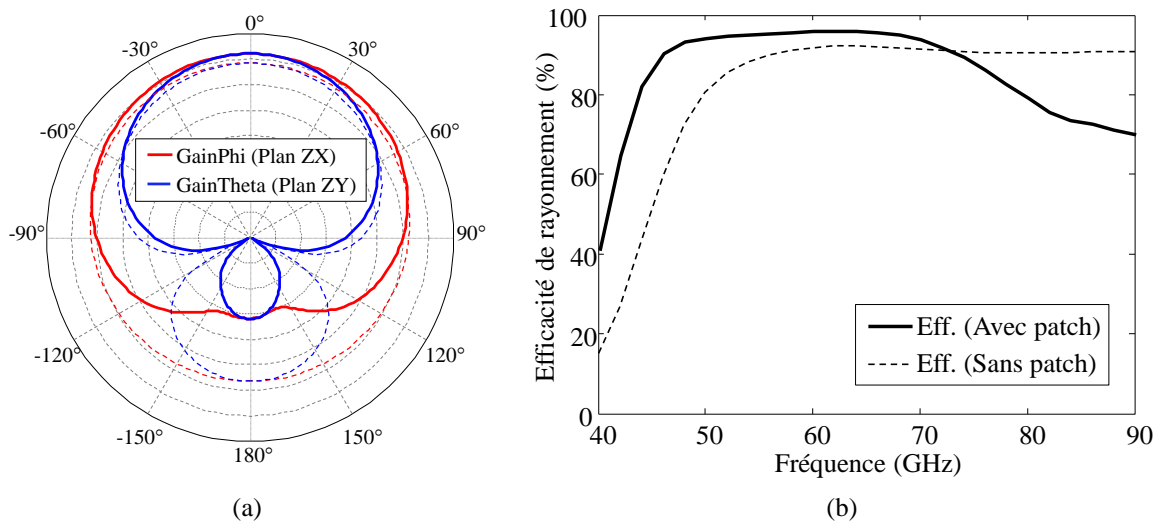 (a)
0°
-30°
30°
-60°
60°
GainPhi (Plan ZX)
GainTheta (Plan ZY)
-90°
90°
-120°
120°
-150°
150°
180°
(a)
(b)
Efficacité de rayonnement (%)
100
80
60
40
20
0
Eff. (Avec patch)
Eff. (Sans patch)
40
50
60
70
80
90
Fréquence (GHz)
(b)